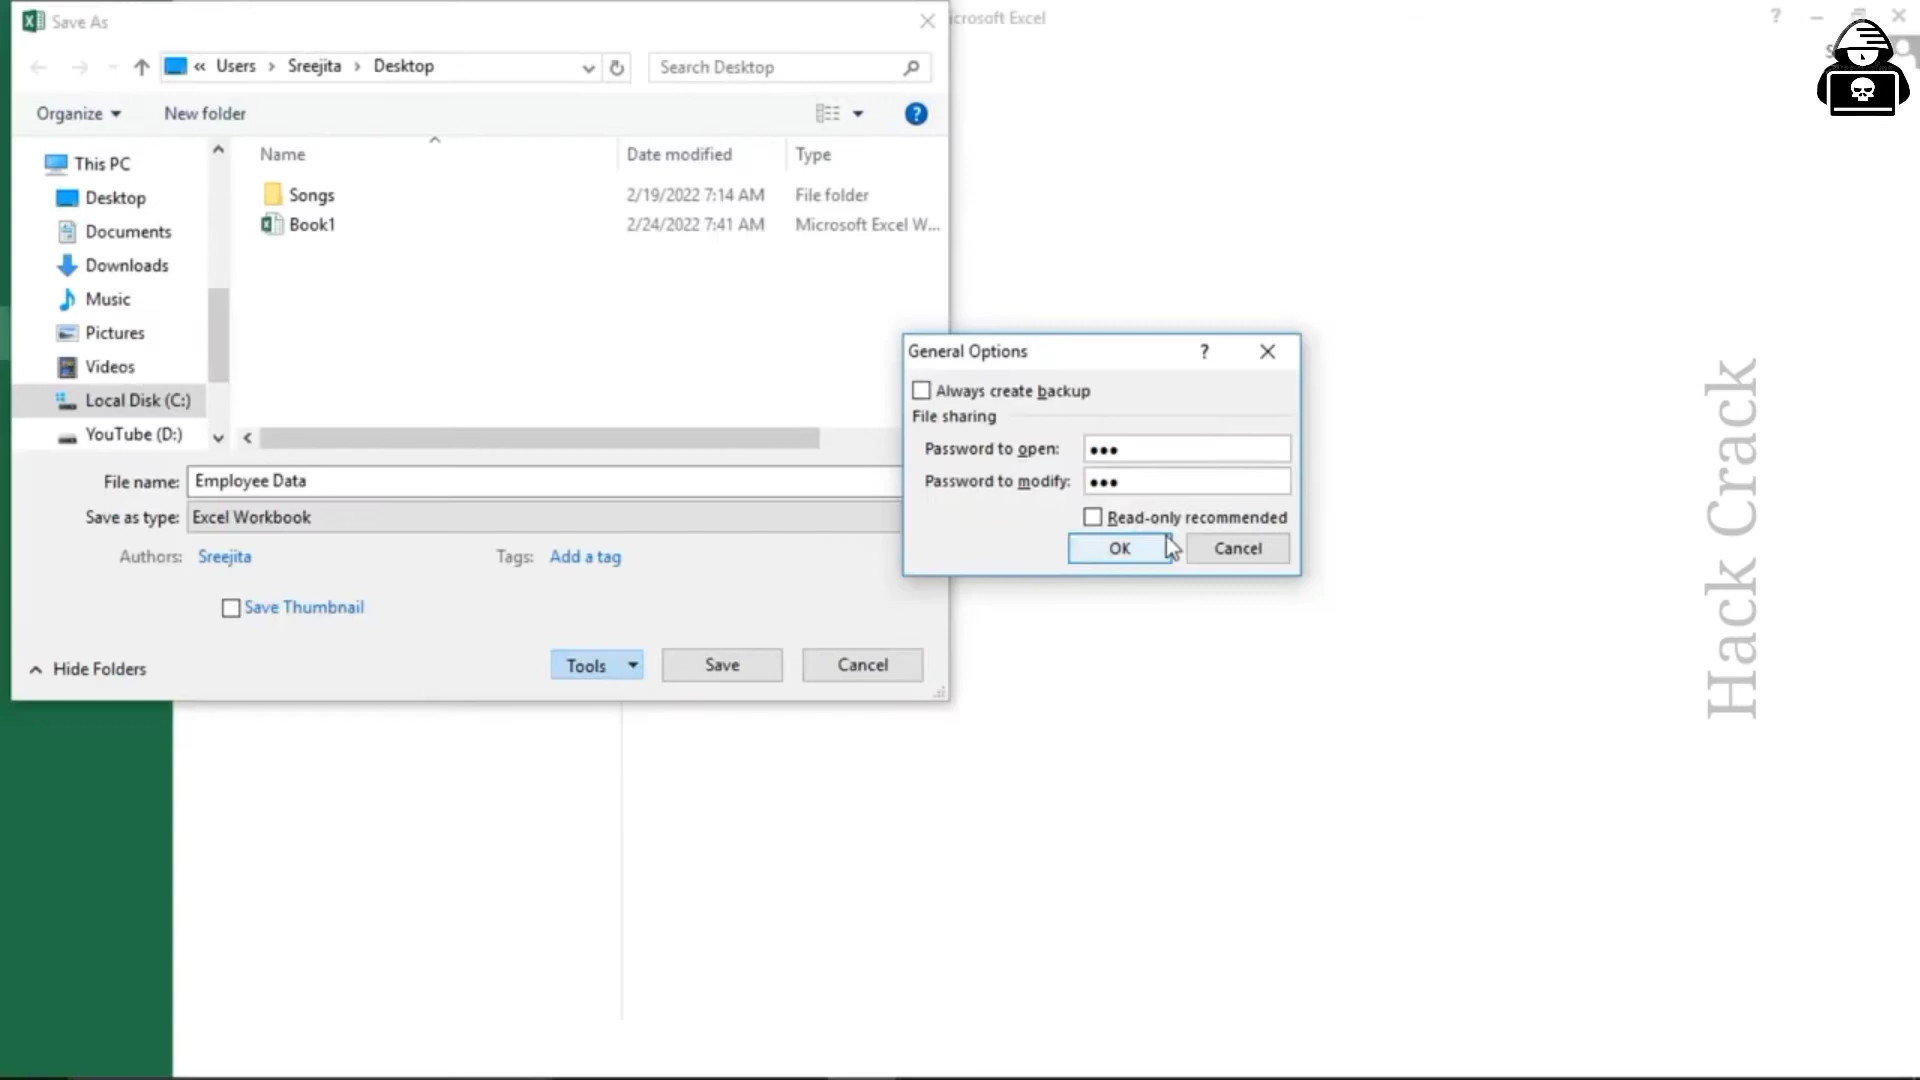 Save As
icrosoft Excel
« Users › Sreejita › Desktop
Search Desktop
Organize
New folder
Name
Date modified
Type
This PC
Desktop
Documents
Downloads
Music
Pictures
Videos
Local Disk (C:)
YouTube (D:)
Songs
2/19/2022 7:14 AM
File folder
Book1
2/24/2022 7:41 AM
Microsoft Excel W...
General Options
Always create backup
File sharing
Password to open: •••
Password to modify: •••
Read-only recommended
OK
Cancel
File name: Employee Data
Save as type: Excel Workbook
Authors: Sreejita
Tags: Add a tag
Save Thumbnail
Hide Folders
Tools
Save
Cancel
Hack Crack